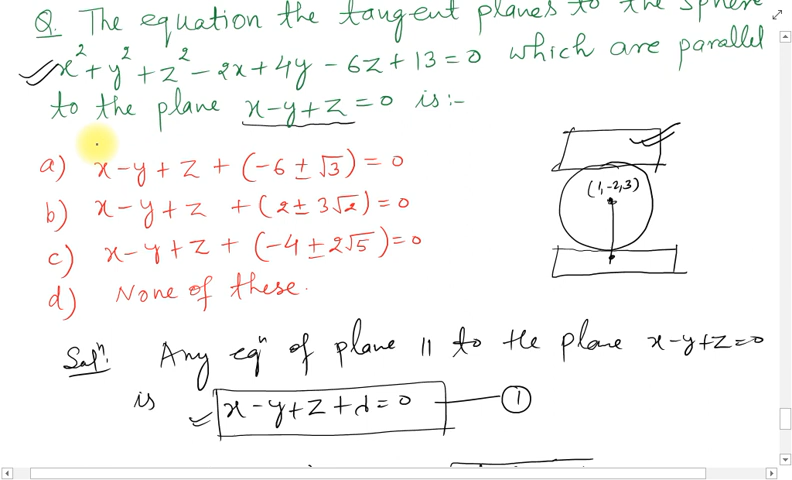 Q. The equation the tangent planes to the sphere
x² + y² + z² - 2x + 4y - 6z + 13 = 0 which are parallel
to the plane x-y+z = 0 is :-
a) x-y+z + (-6 ± √3) = 0
b) x-y+z + (2 ± 3√2) = 0
c) x-y+z + (-4 ± 2√5) = 0
d) None of these.
(1,-2,3)
Solⁿ: Any eqⁿ of plane || to the plane x-y+z=0
is x-y+z+λ=0 — ①